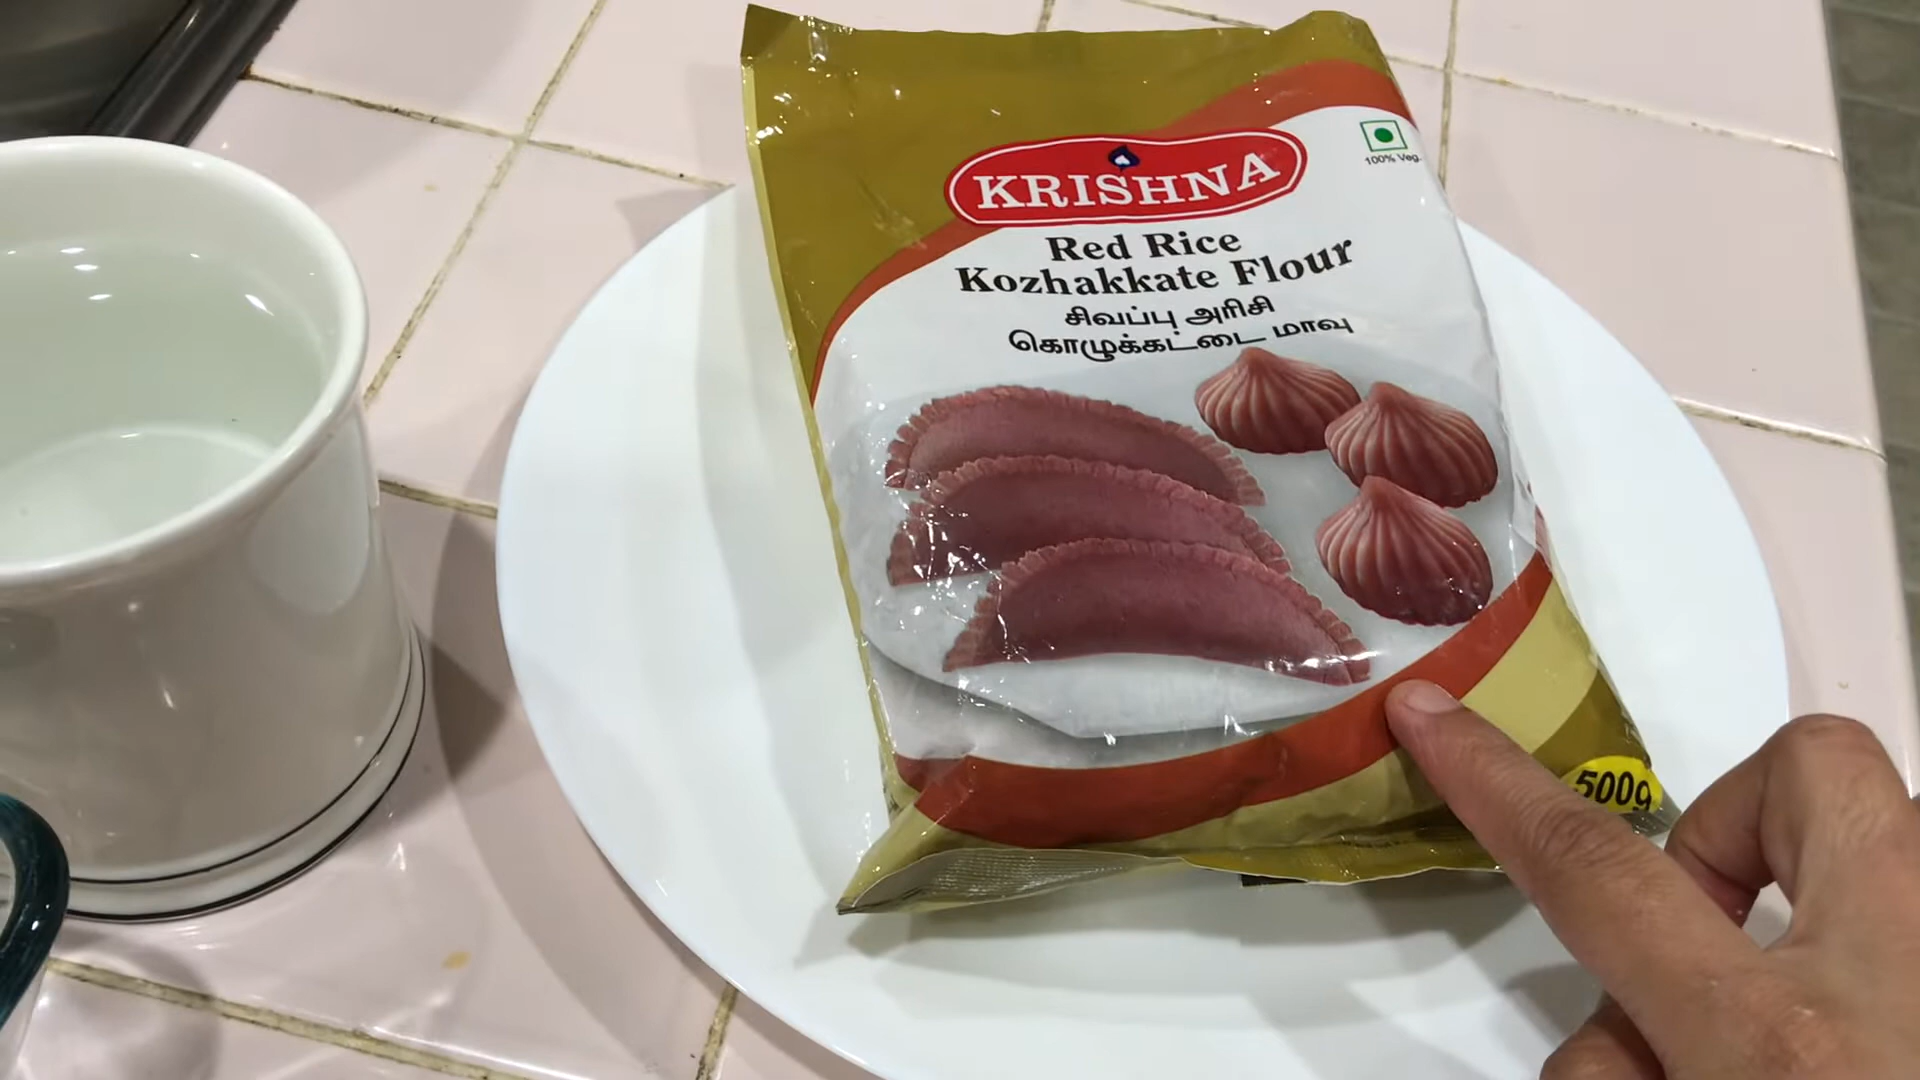 KRISHNA
100% Veg.
Red Rice
Kozhakkate Flour
சிவப்பு அரிசி
கொழுக்கட்டை மாவு
500g